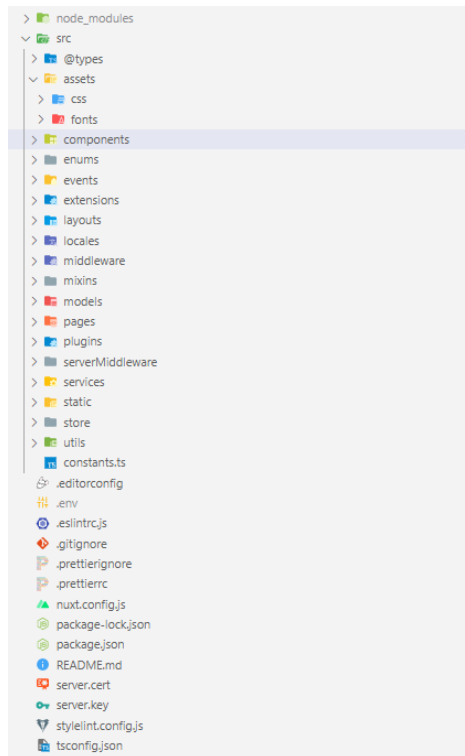 node_modules
src
@types
assets
css
fonts
components
enums
events
extensions
layouts
locales
middleware
mixins
models
pages
plugins
serverMiddleware
services
static
store
utils
constants.ts
.editorconfig
.env
.eslintrc.js
.gitignore
.prettierignore
.prettierrc
nuxt.config.js
package-lock.json
package.json
README.md
server.cert
server.key
stylelint.config.js
tsconfig.json